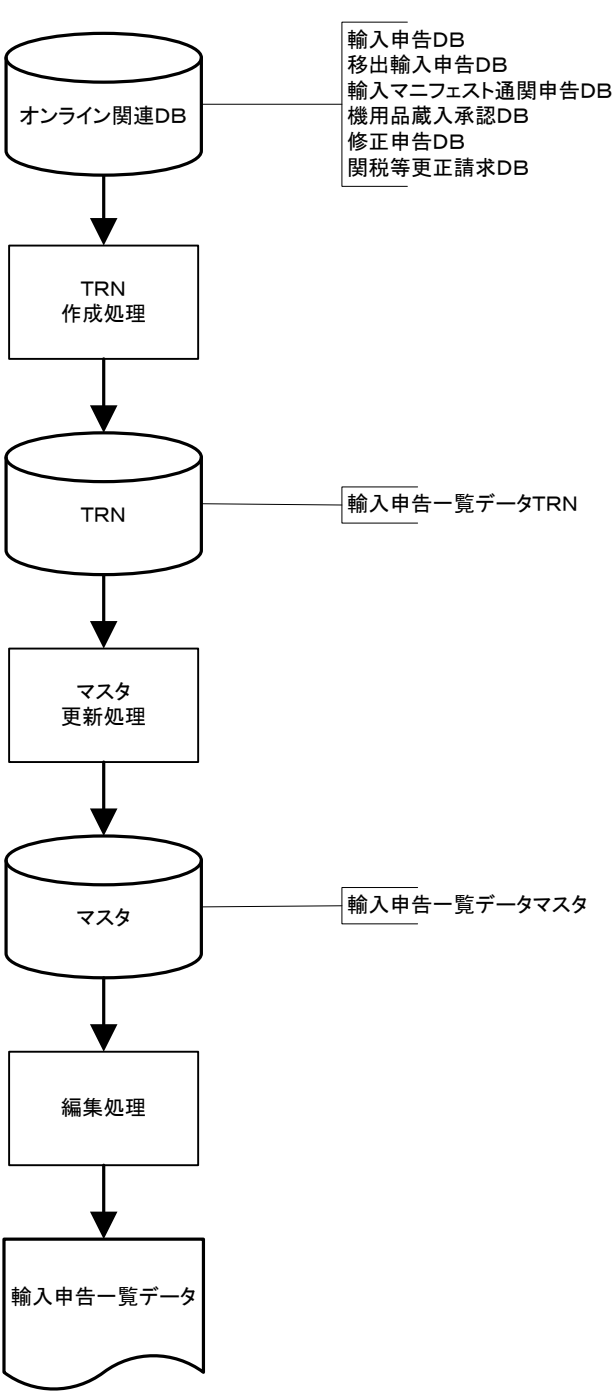 オンライン関連ＤＢ
輸入申告ＤＢ
移出輸入申告ＤＢ
輸入マニフェスト通関申告ＤＢ
機用品蔵入承認ＤＢ
修正申告ＤＢ
関税等更正請求ＤＢ
ＴＲＮ
作成処理
ＴＲＮ
輸入申告一覧データＴＲＮ
マスタ
更新処理
マスタ
輸入申告一覧データマスタ
編集処理
輸入申告一覧データ